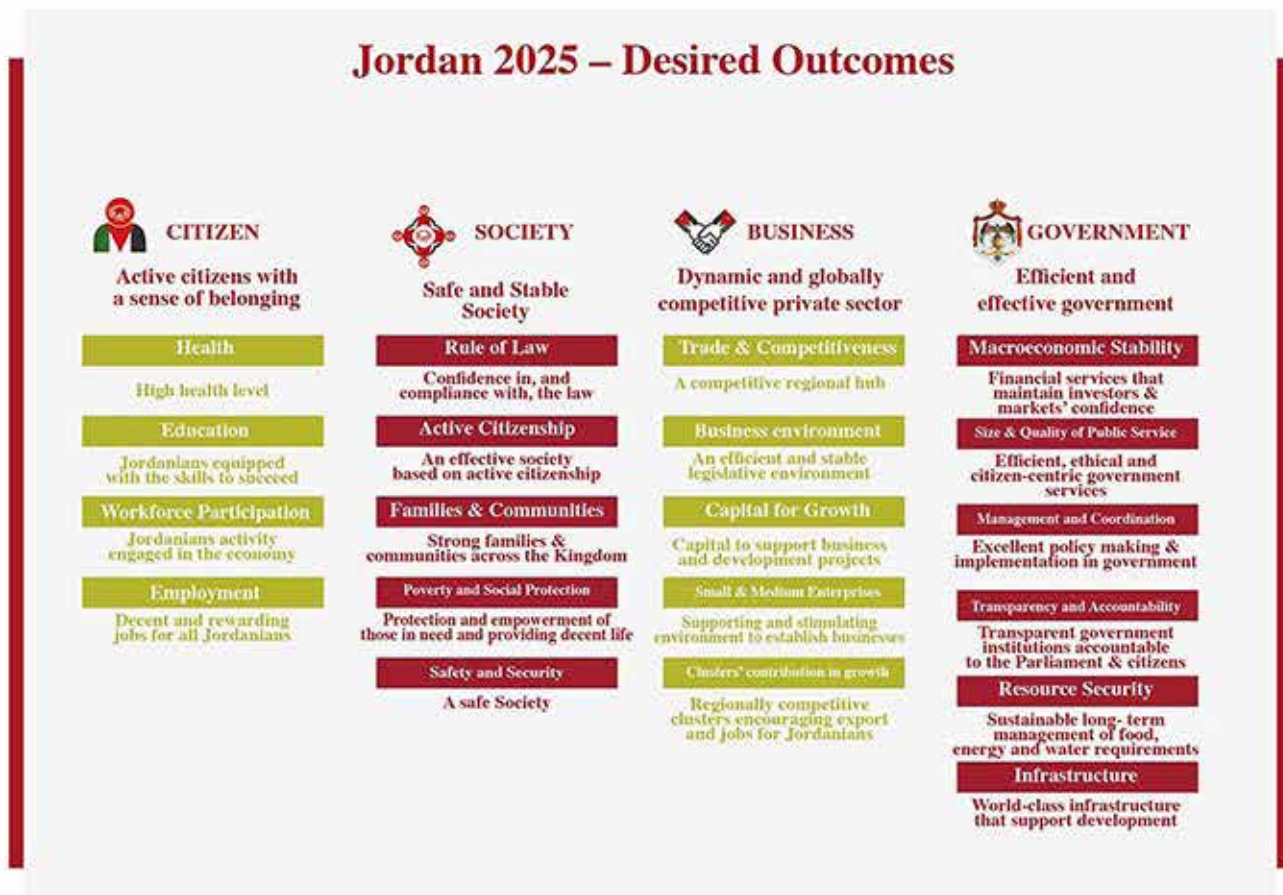 Jordan 2025 – Desired Outcomes
CITIZEN
Active citizens with
a sense of belonging
Health
High health level
Education
Jordanians equipped
with the skills to succeed
Workforce Participation
Jordanians activity
engaged in the economy
Employment
Decent and rewarding
jobs for all Jordanians
SOCIETY
Safe and Stable
Society
Rule of Law
Confidence in, and
compliance with, the law
Active Citizenship
An effective society
based on active citizenship
Families & Communities
Strong families &
communities across the Kingdom
Poverty and Social Protection
Protection and empowerment of
those in need and providing decent life
Safety and Security
A safe Society
BUSINESS
Dynamic and globally
competitive private sector
Trade & Competitiveness
A competitive regional hub
Business environment
An efficient and stable
legislative environment
Capital for Growth
Capital to support business
and development projects
Small & Medium Enterprises
Supporting and stimulating
environment to establish businesses
Clusters' contribution in growth
Regionally competitive
clusters encouraging export
and jobs for Jordanians
GOVERNMENT
Efficient and
effective government
Macroeconomic Stability
Financial services that
maintain investors &
markets' confidence
Size & Quality of Public Service
Efficient, ethical and
citizen-centric government
services
Management and Coordination
Excellent policy making &
implementation in government
Transparency and Accountability
Transparent government
institutions accountable
to the Parliament & citizens
Resource Security
Sustainable long- term
management of food,
energy and water requirements
Infrastructure
World-class infrastructure
that support development